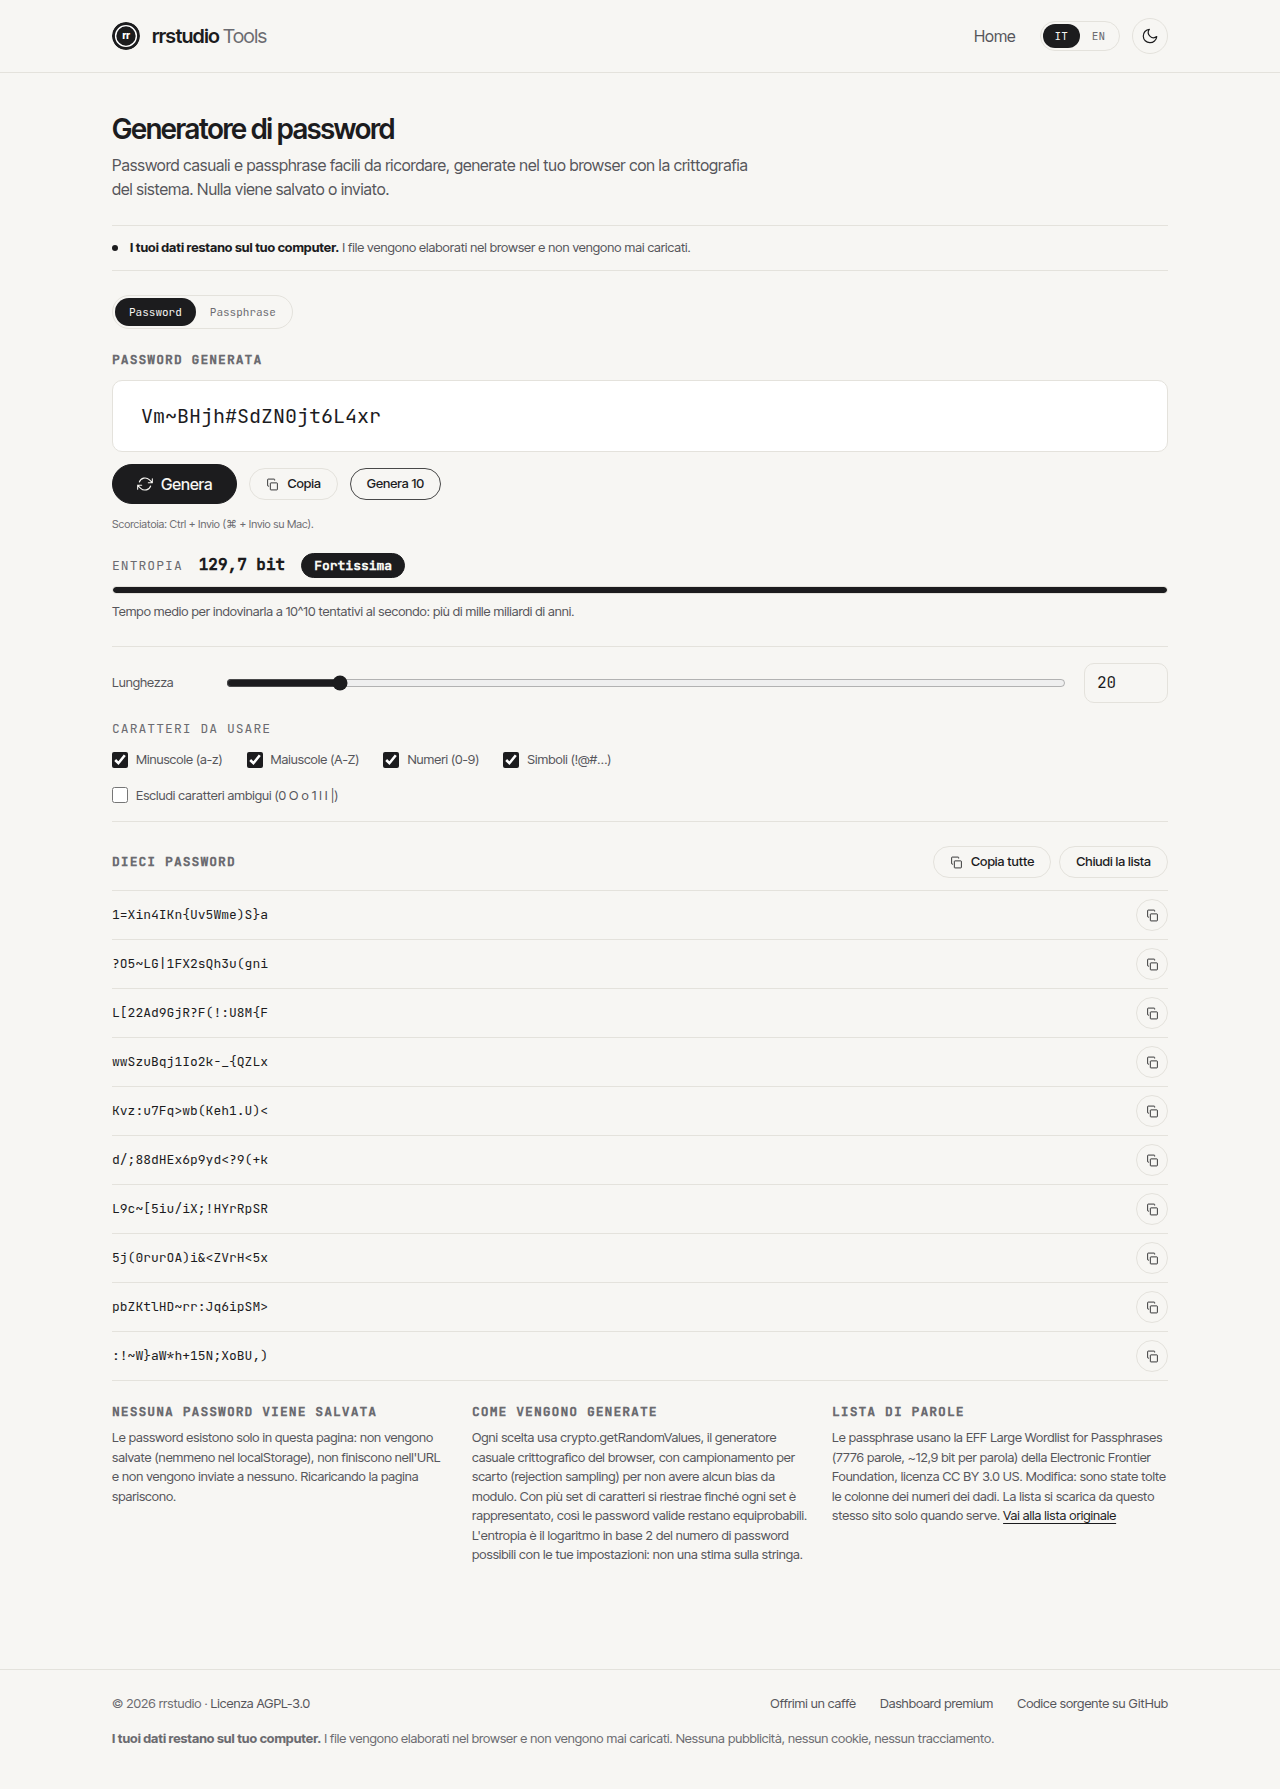 rr rrstudio Tools
Home
IT EN
Generatore di password
Password casuali e passphrase facili da ricordare, generate nel tuo browser con la crittografia
del sistema. Nulla viene salvato o inviato.
I tuoi dati restano sul tuo computer. I file vengono elaborati nel browser e non vengono mai caricati.
Password Passphrase
PASSWORD GENERATA
Vm~BHjh#SdZN0jt6L4xr
Genera Copia Genera 10
Scorciatoia: Ctrl + Invio (⌘ + Invio su Mac).
ENTROPIA 129,7 bit Fortissima
Tempo medio per indovinarla a 10^10 tentativi al secondo: più di mille miliardi di anni.
Lunghezza 20
CARATTERI DA USARE
Minuscole (a-z) Maiuscole (A-Z) Numeri (0-9) Simboli (!@#…)
Escludi caratteri ambigui (0 O o 1 l I |)
DIECI PASSWORD Copia tutte Chiudi la lista
1=Xin4IKn{Uv5Wme)S}a
?O5~LG|1FX2sQh3u(gni
L[22Ad9GjR?F(!:U8M{F
wwSzuBqj1Io2k-_{QZLx
Kvz:u7Fq>wb(Keh1.U)<
d/;88dHEx6p9yd<?9(+k
L9c~[5iu/iX;!HYrRpSR
5j(0rurOA)i&<ZVrH<5x
pbZKtlHD~rr:Jq6ipSM>
:!~W}aW*h+15N;XoBU,)
NESSUNA PASSWORD VIENE SALVATA
Le password esistono solo in questa pagina: non vengono
salvate (nemmeno nel localStorage), non finiscono nell'URL
e non vengono inviate a nessuno. Ricaricando la pagina
spariscono.
COME VENGONO GENERATE
Ogni scelta usa crypto.getRandomValues, il generatore
casuale crittografico del browser, con campionamento per
scarto (rejection sampling) per non avere alcun bias da
modulo. Con più set di caratteri si riestrae finché ogni set è
rappresentato, così le password valide restano equiprobabili.
L'entropia è il logaritmo in base 2 del numero di password
possibili con le tue impostazioni: non una stima sulla stringa.
LISTA DI PAROLE
Le passphrase usano la EFF Large Wordlist for Passphrases
(7776 parole, ~12,9 bit per parola) della Electronic Frontier
Foundation, licenza CC BY 3.0 US. Modifica: sono state tolte
le colonne dei numeri dei dadi. La lista si scarica da questo
stesso sito solo quando serve. Vai alla lista originale
© 2026 rrstudio · Licenza AGPL-3.0
Offrimi un caffè Dashboard premium Codice sorgente su GitHub
I tuoi dati restano sul tuo computer. I file vengono elaborati nel browser e non vengono mai caricati. Nessuna pubblicità, nessun cookie, nessun tracciamento.